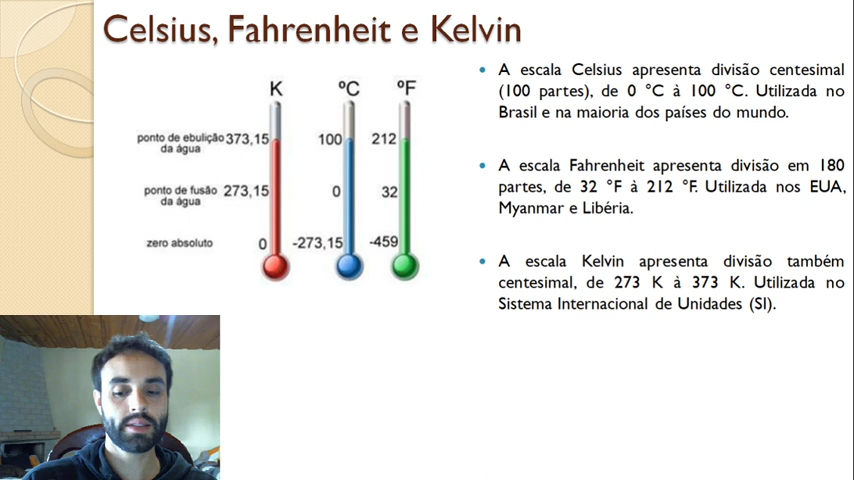 Celsius, Fahrenheit e Kelvin
K ºC ºF
ponto de ebulição da água 373,15 100 212
ponto de fusão da água 273,15 0 32
zero absoluto 0 -273,15 -459
A escala Celsius apresenta divisão centesimal
(100 partes), de 0 °C à 100 °C. Utilizada no
Brasil e na maioria dos países do mundo.
A escala Fahrenheit apresenta divisão em 180
partes, de 32 °F à 212 °F. Utilizada nos EUA,
Myanmar e Libéria.
A escala Kelvin apresenta divisão também
centesimal, de 273 K à 373 K. Utilizada no
Sistema Internacional de Unidades (SI).